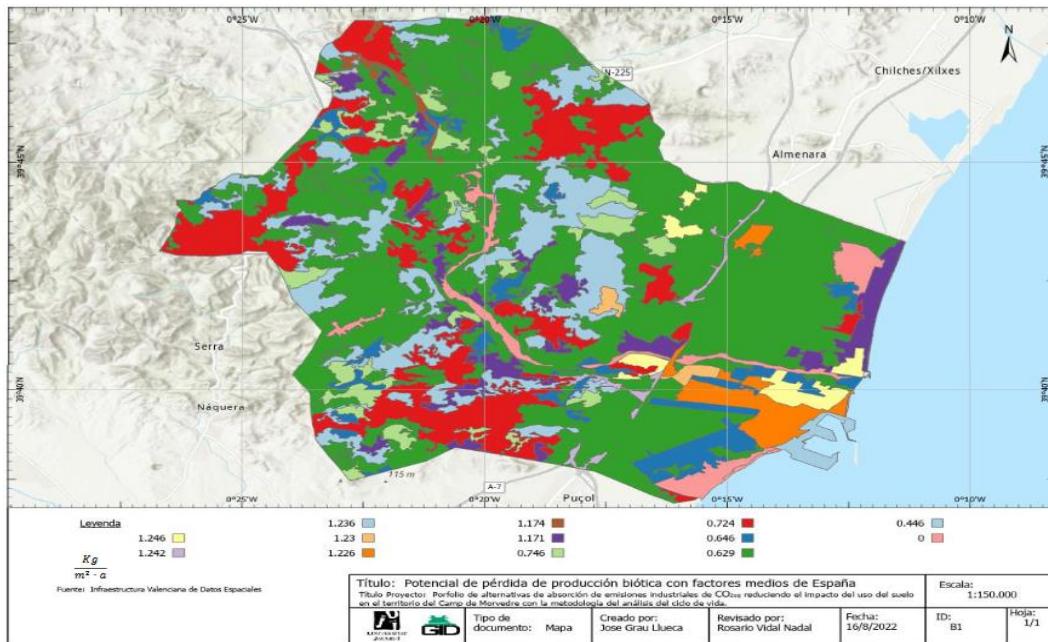 0°25'W 0°20'W 0°15'W 0°10'W
N
N-225
Chilches/Xilxes
39°45'N
Almenara
39°45'N
Serra
39°40'N
39°40'N
Náquera
115 m
A-7
Puçol
0°25'W 0°20'W 0°15'W 0°10'W
Leyenda
1.246
1.242
1.236
1.23
1.226
1.174
1.171
0.746
0.724
0.646
0.629
0.446
0
Kg
m² · a
Fuente: Infraestructura Valenciana de Datos Espaciales
Título: Potencial de pérdida de producción biótica con factores medios de España
Título Proyecto: Porfolio de alternativas de absorción de emisiones industriales de CO₂ reduciendo el impacto del uso del suelo
en el territorio del Camp de Morvedre con la metodología del análisis del ciclo de vida.
Escala:
1:150.000
UNIVERSITAT
JAUME·I
GID
Tipo de
documento: Mapa
Creado por:
Jose Grau Llueca
Revisado por:
Rosario Vidal Nadal
Fecha:
16/8/2022
ID:
B1
Hoja:
1/1